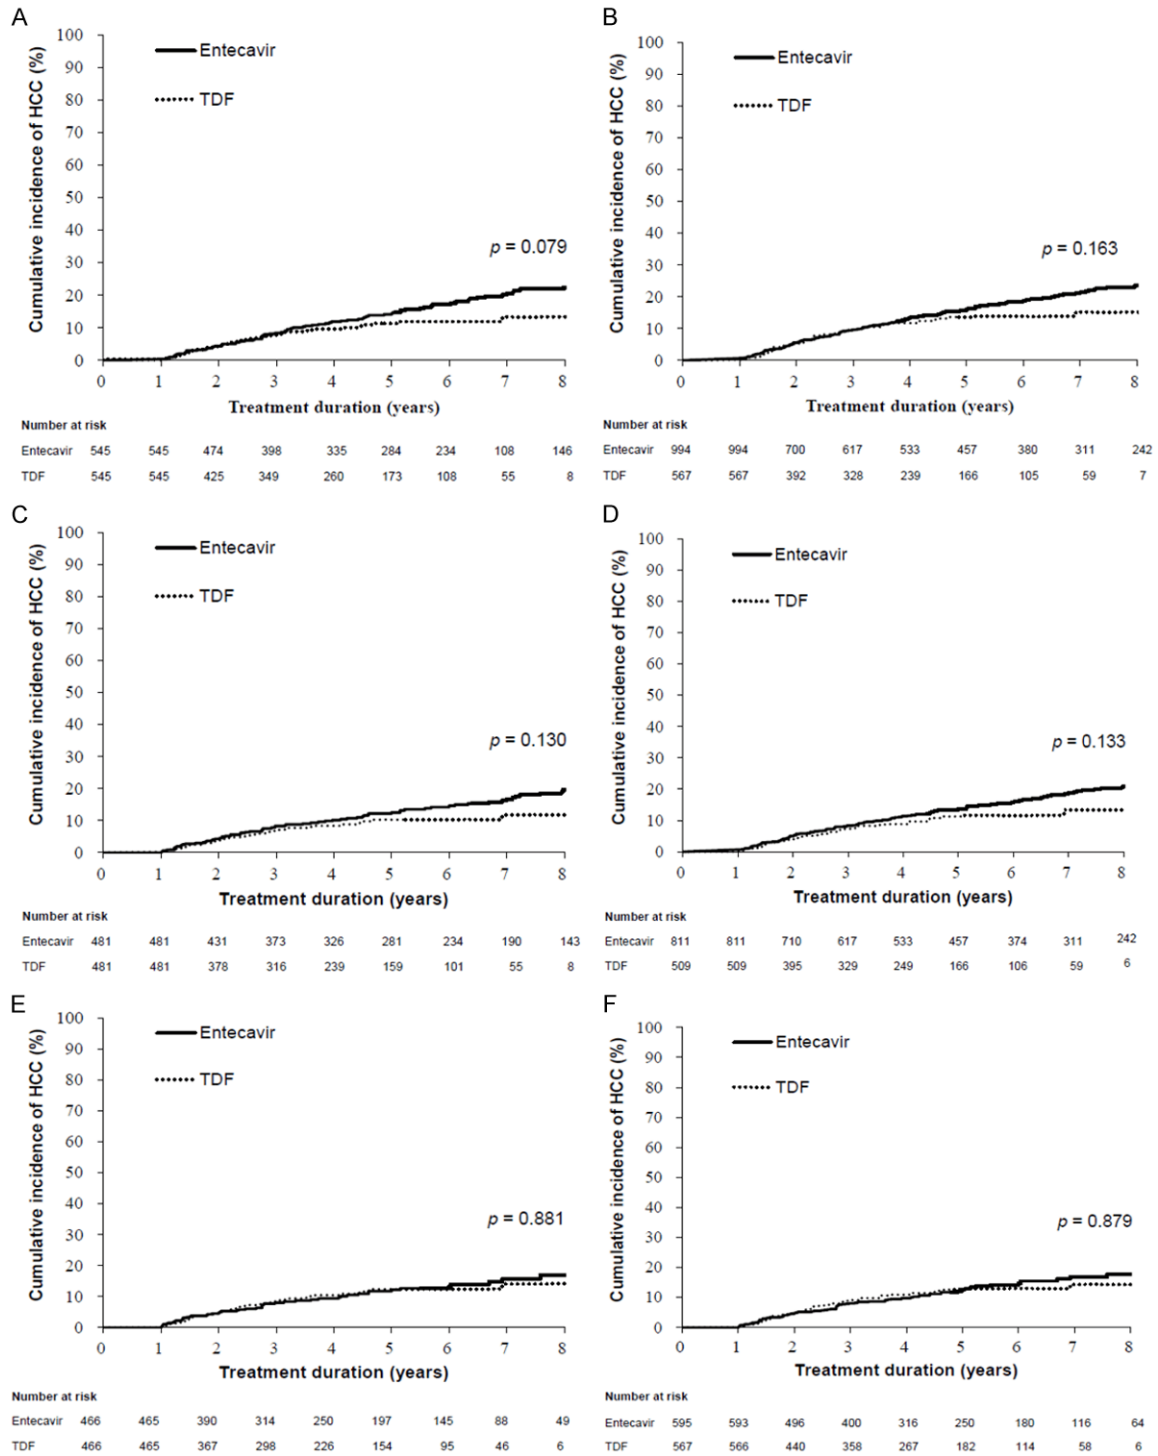 A
Cumulative incidence of HCC (%)
100
90
80
70
60
50
40
30
20
10
0
Entecavir
TDF
p = 0.079
0 1 2 3 4 5 6 7 8
Treatment duration (years)
Number at risk
Entecavir 545 545 474 398 335 284 234 108 146
TDF 545 545 425 349 260 173 108 55 8
B
Cumulative incidence of HCC (%)
100
90
80
70
60
50
40
30
20
10
0
Entecavir
TDF
p = 0.163
0 1 2 3 4 5 6 7 8
Treatment duration (years)
Number at risk
Entecavir 994 994 700 617 533 457 380 311 242
TDF 567 567 392 328 239 166 105 59 7
C
Cumulative incidence of HCC (%)
100
90
80
70
60
50
40
30
20
10
0
Entecavir
TDF
p = 0.130
0 1 2 3 4 5 6 7 8
Treatment duration (years)
Number at risk
Entecavir 481 481 431 373 326 281 234 190 143
TDF 481 481 378 316 239 159 101 55 8
D
Cumulative incidence of HCC (%)
100
90
80
70
60
50
40
30
20
10
0
Entecavir
TDF
p = 0.133
0 1 2 3 4 5 6 7 8
Treatment duration (years)
Number at risk
Entecavir 811 811 710 617 533 457 374 311 242
TDF 509 509 395 329 249 166 106 59 6
E
Cumulative incidence of HCC (%)
100
90
80
70
60
50
40
30
20
10
0
Entecavir
TDF
p = 0.881
0 1 2 3 4 5 6 7 8
Treatment duration (years)
Number at risk
Entecavir 466 465 390 314 250 197 145 88 49
TDF 466 465 367 298 226 154 95 46 6
F
Cumulative incidence of HCC (%)
100
90
80
70
60
50
40
30
20
10
0
Entecavir
TDF
p = 0.879
0 1 2 3 4 5 6 7 8
Treatment duration (years)
Number at risk
Entecavir 595 593 496 400 316 250 180 116 64
TDF 567 566 440 358 267 182 114 58 6